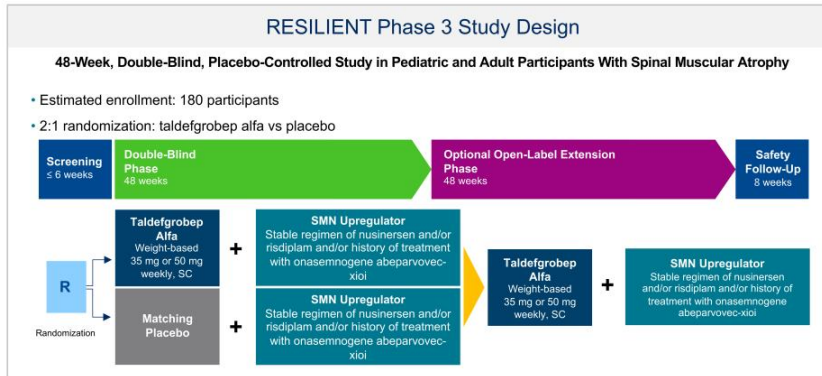 RESILIENT Phase 3 Study Design
48-Week, Double-Blind, Placebo-Controlled Study in Pediatric and Adult Participants With Spinal Muscular Atrophy
• Estimated enrollment: 180 participants
• 2:1 randomization: taldefgrobep alfa vs placebo
Screening
≤ 6 weeks
Double-Blind
Phase
48 weeks
Optional Open-Label Extension
Phase
48 weeks
Safety
Follow-Up
8 weeks
R
Randomization
Taldefgrobep
Alfa
Weight-based
35 mg or 50 mg
weekly, SC
+
SMN Upregulator
Stable regimen of nusinersen and/or
risdiplam and/or history of treatment
with onasemnogene abeparvovec-
xioi
Matching
Placebo
+
SMN Upregulator
Stable regimen of nusinersen and/or
risdiplam and/or history of treatment
with onasemnogene abeparvovec-
xioi
Taldefgrobep
Alfa
Weight-based
35 mg or 50 mg
weekly, SC
+
SMN Upregulator
Stable regimen of nusinersen
and/or risdiplam and/or history of
treatment with onasemnogene
abeparvovec-xioi